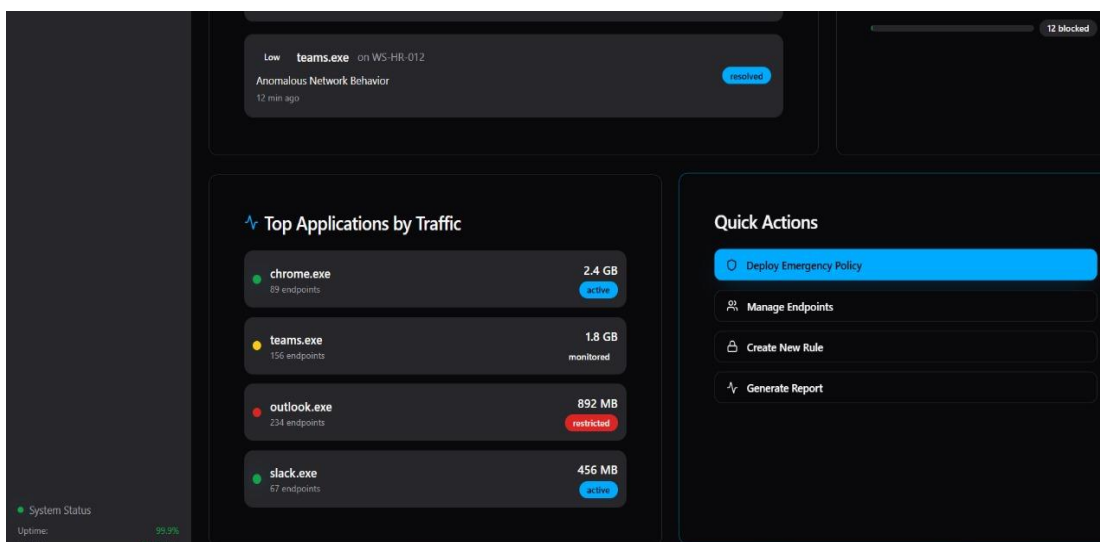 12 blocked
Low teams.exe on WS-HR-012
Anomalous Network Behavior
12 min ago
resolved
Top Applications by Traffic
chrome.exe 2.4 GB
89 endpoints active
teams.exe 1.8 GB
156 endpoints monitored
outlook.exe 892 MB
234 endpoints restricted
slack.exe 456 MB
67 endpoints active
Quick Actions
Deploy Emergency Policy
Manage Endpoints
Create New Rule
Generate Report
System Status
Uptime: 99.9%